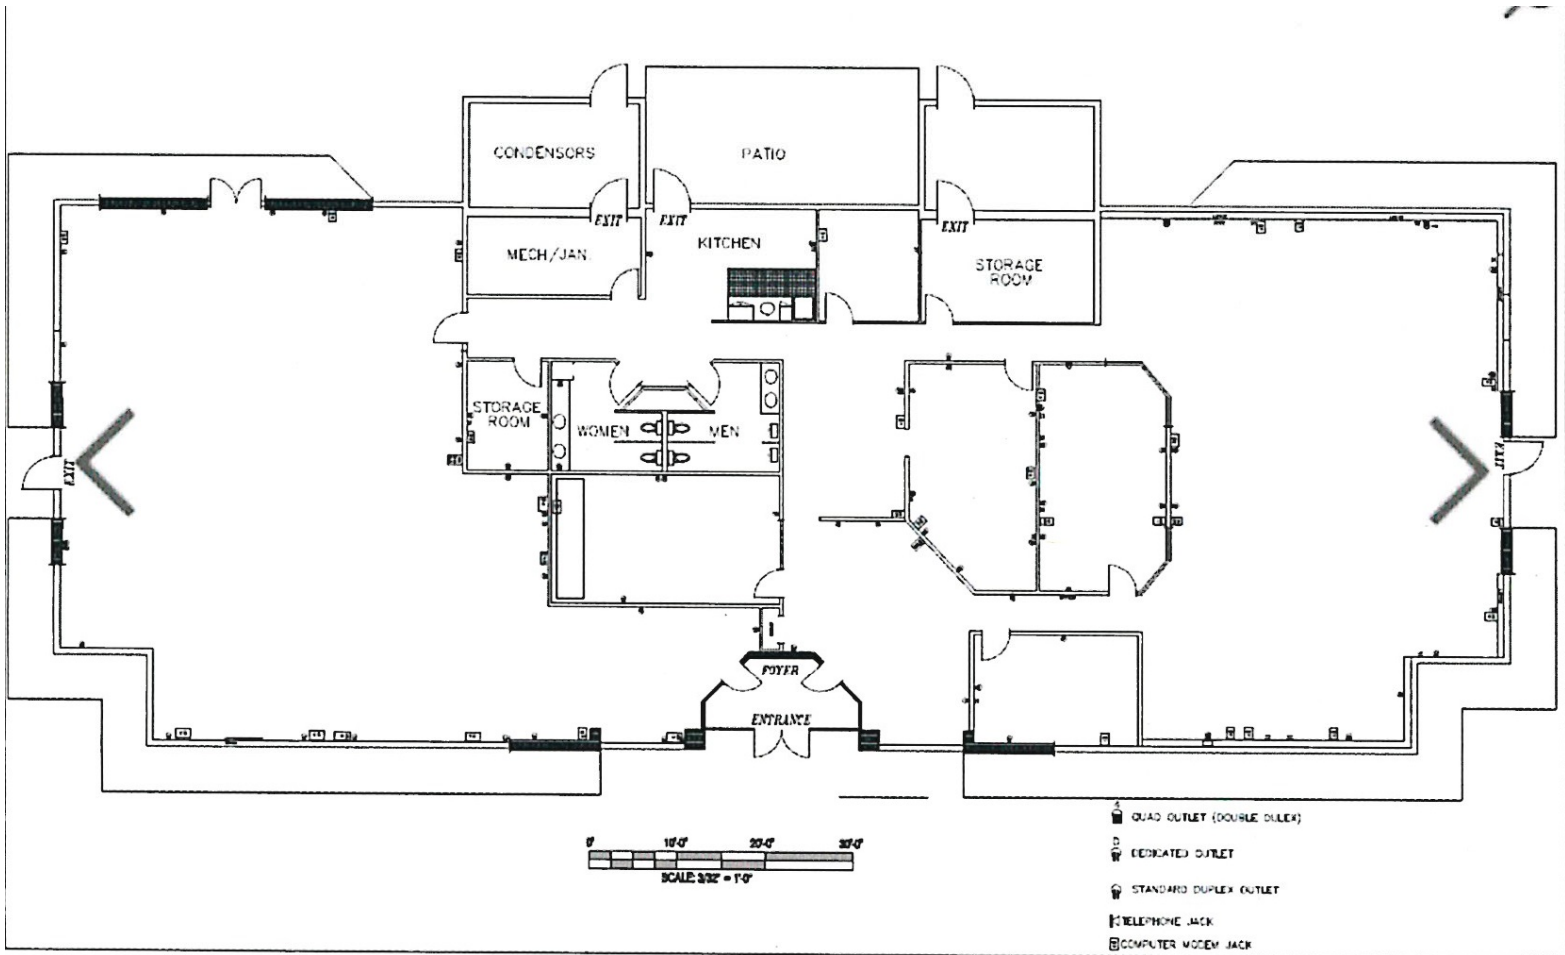 CONDENSORS
PATIO
EXIT
EXIT
EXIT
KITCHEN
MECH/JAN.
STORAGE
ROOM
STORAGE
ROOM
WOMEN
MEN
EXIT
EXIT
FOYER
ENTRANCE
0' 10'-0" 20'-0" 30'-0"
SCALE: 3/32" = 1'-0"
QUAD OUTLET (DOUBLE DULEX)
DEDICATED OUTLET
STANDARD DUPLEX OUTLET
TELEPHONE JACK
COMPUTER MODEM JACK